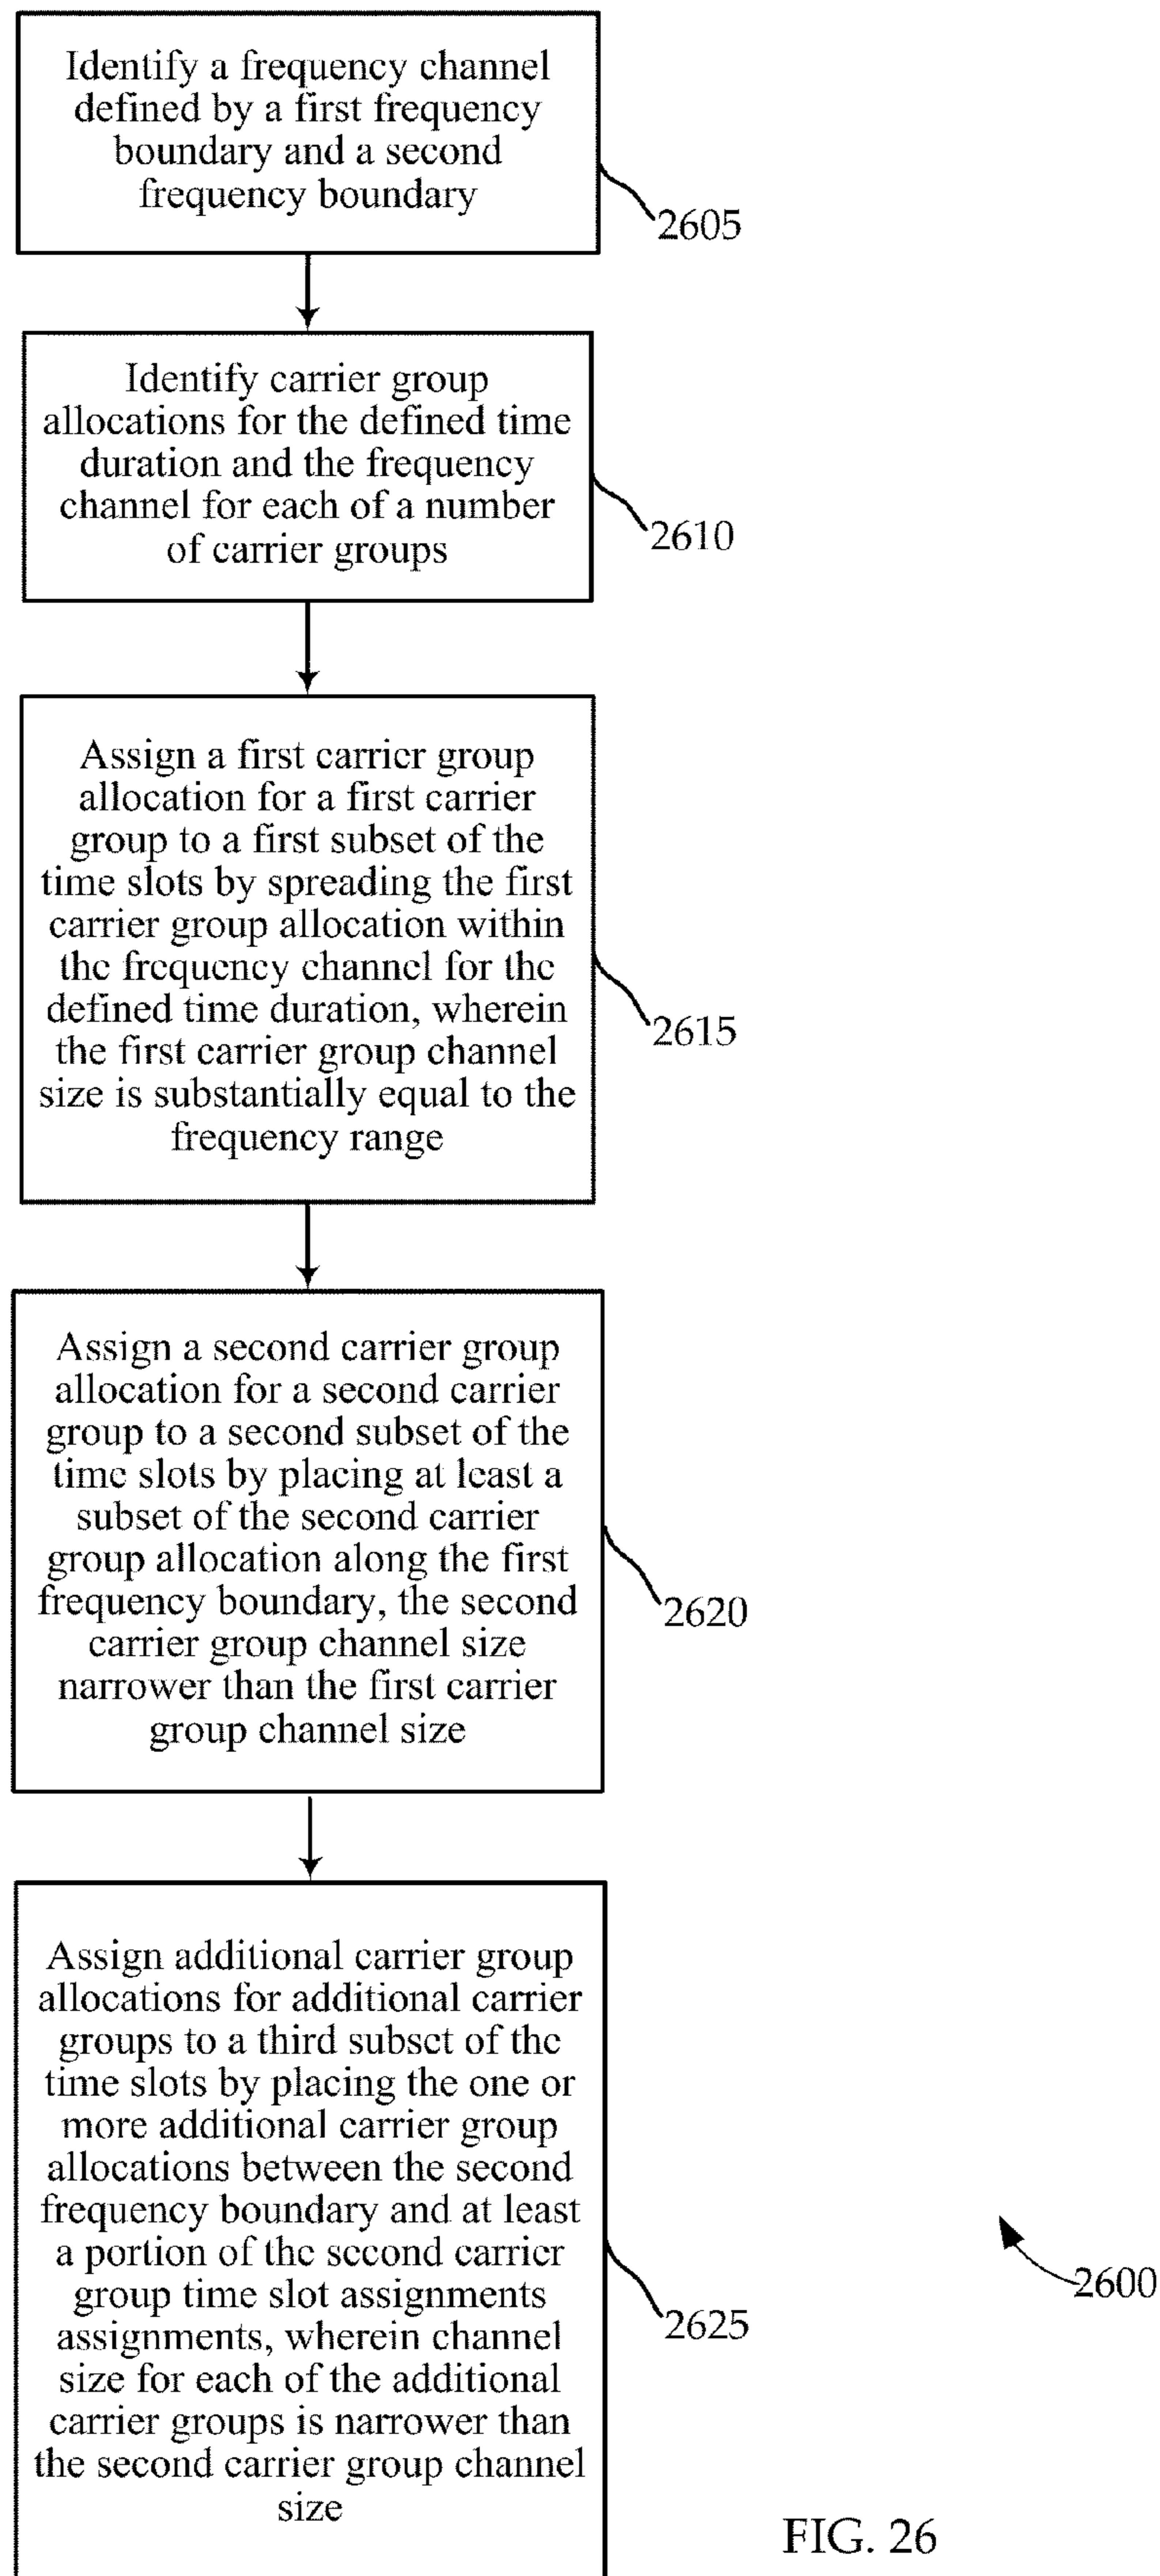 Identify a frequency channel
defined by a first frequency
boundary and a second
frequency boundary
2605
Identify carrier group
allocations for the defined time
duration and the frequency
channel for each of a number
of carrier groups
2610
Assign a first carrier group
allocation for a first carrier
group to a first subset of the
time slots by spreading the first
carrier group allocation within
the frequency channel for the
defined time duration, wherein
the first carrier group channel
size is substantially equal to the
frequency range
2615
Assign a second carrier group
allocation for a second carrier
group to a second subset of the
time slots by placing at least a
subset of the second carrier
group allocation along the first
frequency boundary, the second
carrier group channel size
narrower than the first carrier
group channel size
2620
Assign additional carrier group
allocations for additional carrier
groups to a third subset of the
time slots by placing the one or
more additional carrier group
allocations between the second
frequency boundary and at least
a portion of the second carrier
group time slot assignments
assignments, wherein channel
size for each of the additional
carrier groups is narrower than
the second carrier group channel
size
2625
2600
FIG. 26